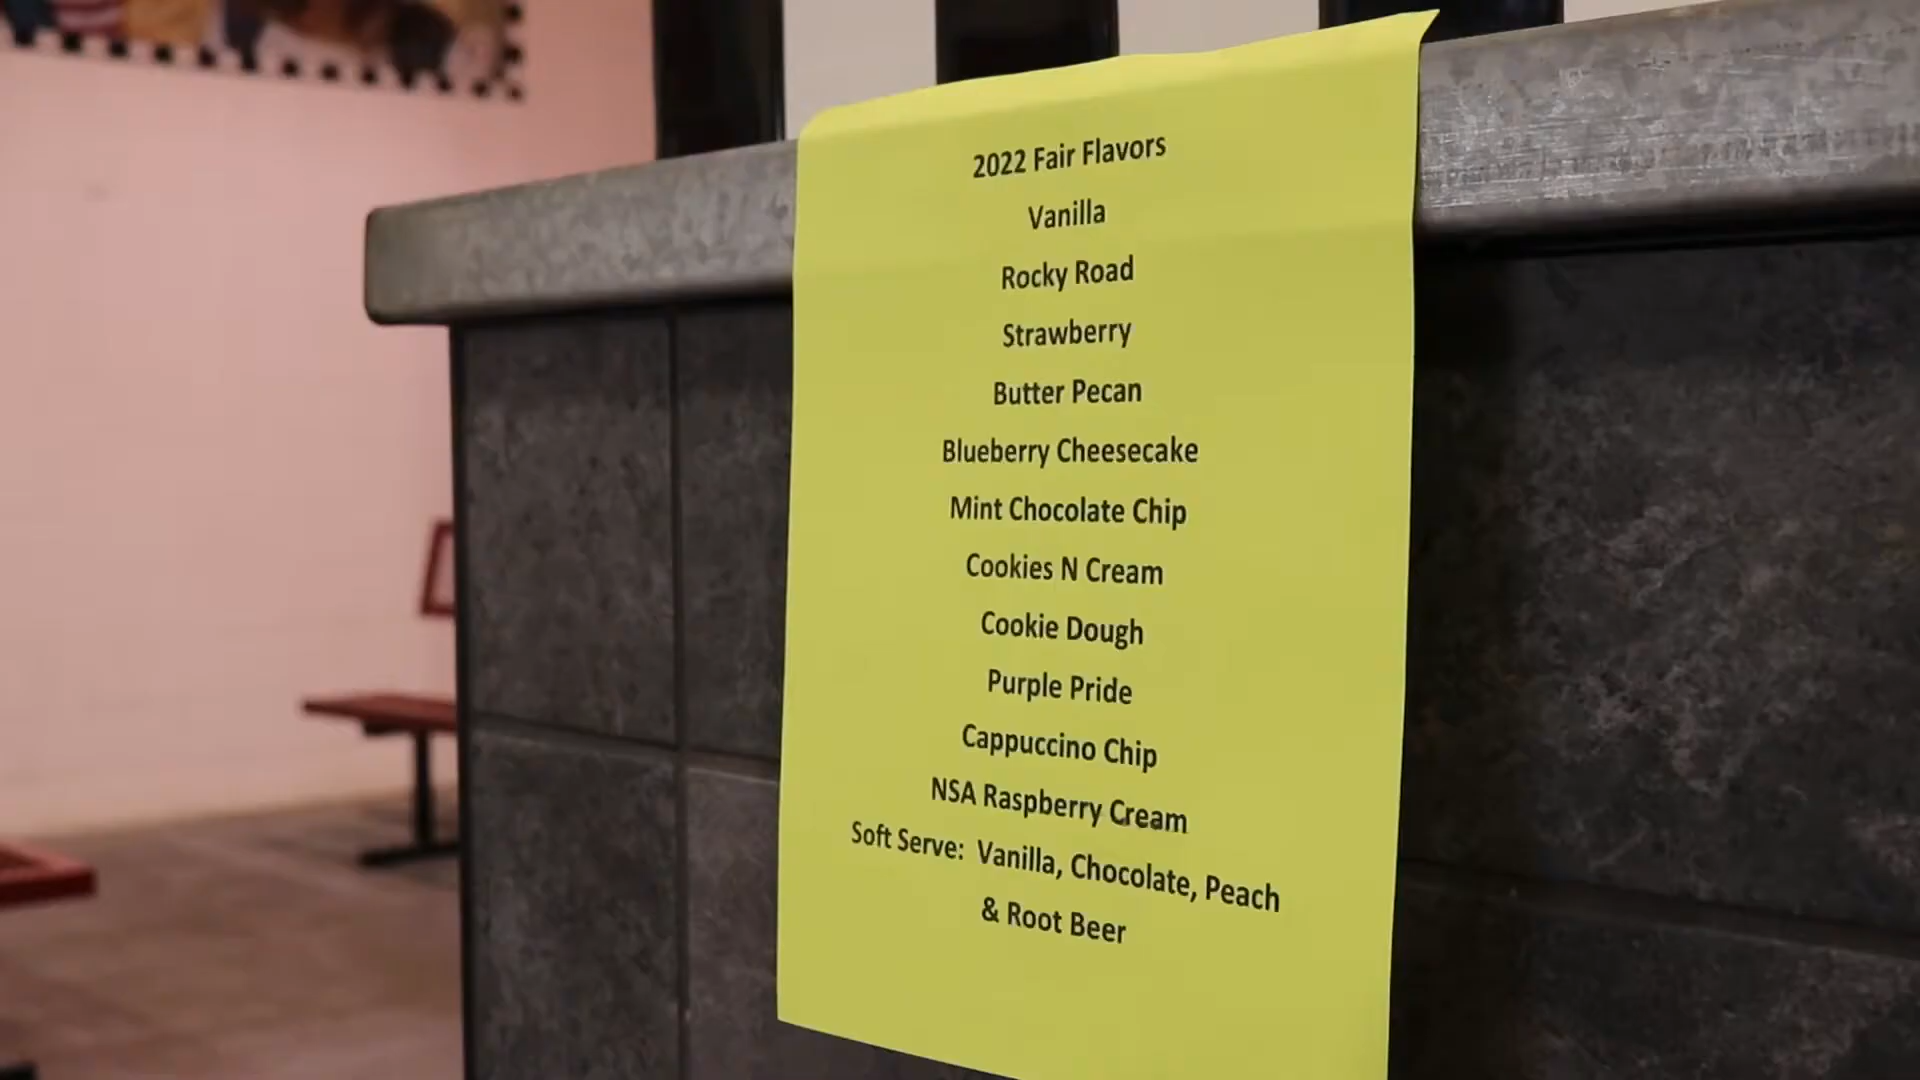 2022 Fair Flavors
Vanilla
Rocky Road
Strawberry
Butter Pecan
Blueberry Cheesecake
Mint Chocolate Chip
Cookies N Cream
Cookie Dough
Purple Pride
Cappuccino Chip
NSA Raspberry Cream
Soft Serve: Vanilla, Chocolate, Peach
& Root Beer